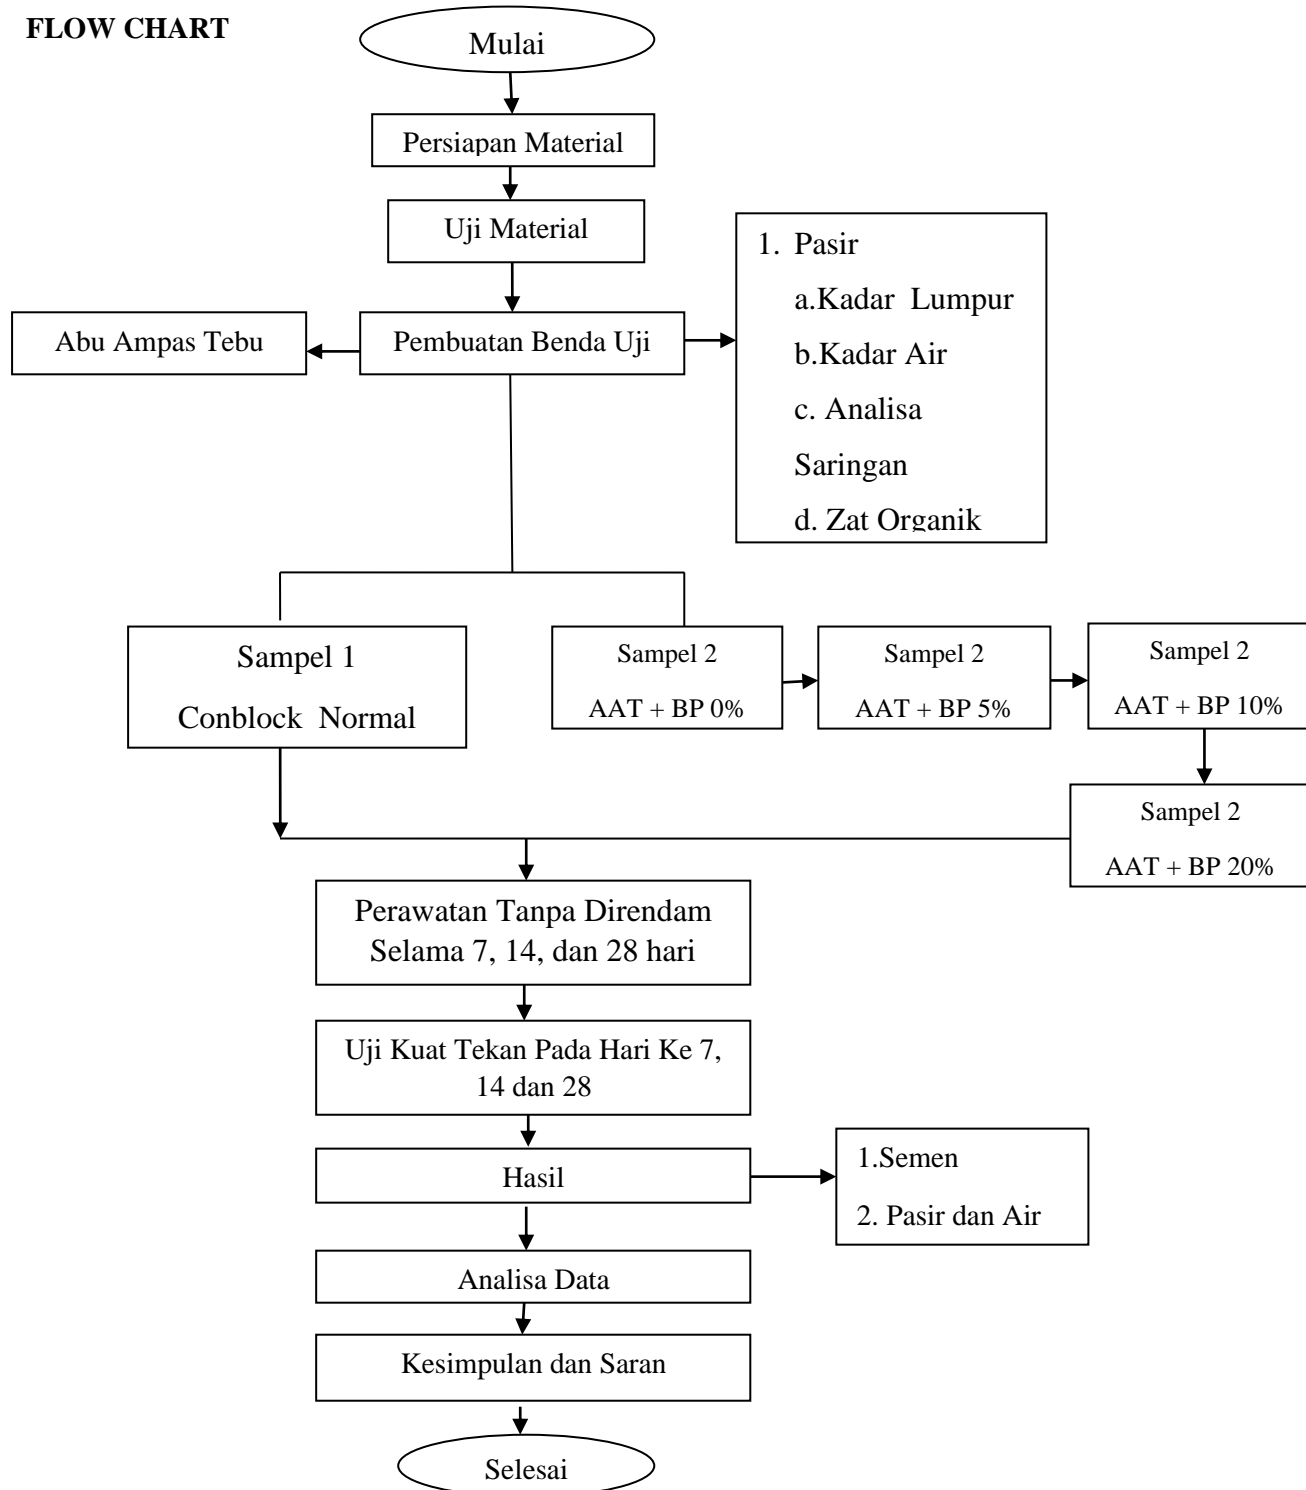 FLOW CHART
Mulai
Persiapan Material
Uji Material
1. Pasir
a.Kadar Lumpur
b.Kadar Air
c. Analisa
Saringan
d. Zat Organik
Abu Ampas Tebu
Pembuatan Benda Uji
Sampel 1
Conblock Normal
Sampel 2
AAT + BP 0%
Sampel 2
AAT + BP 5%
Sampel 2
AAT + BP 10%
Sampel 2
AAT + BP 20%
Perawatan Tanpa Direndam
Selama 7, 14, dan 28 hari
Uji Kuat Tekan Pada Hari Ke 7,
14 dan 28
Hasil
1.Semen
2. Pasir dan Air
Analisa Data
Kesimpulan dan Saran
Selesai